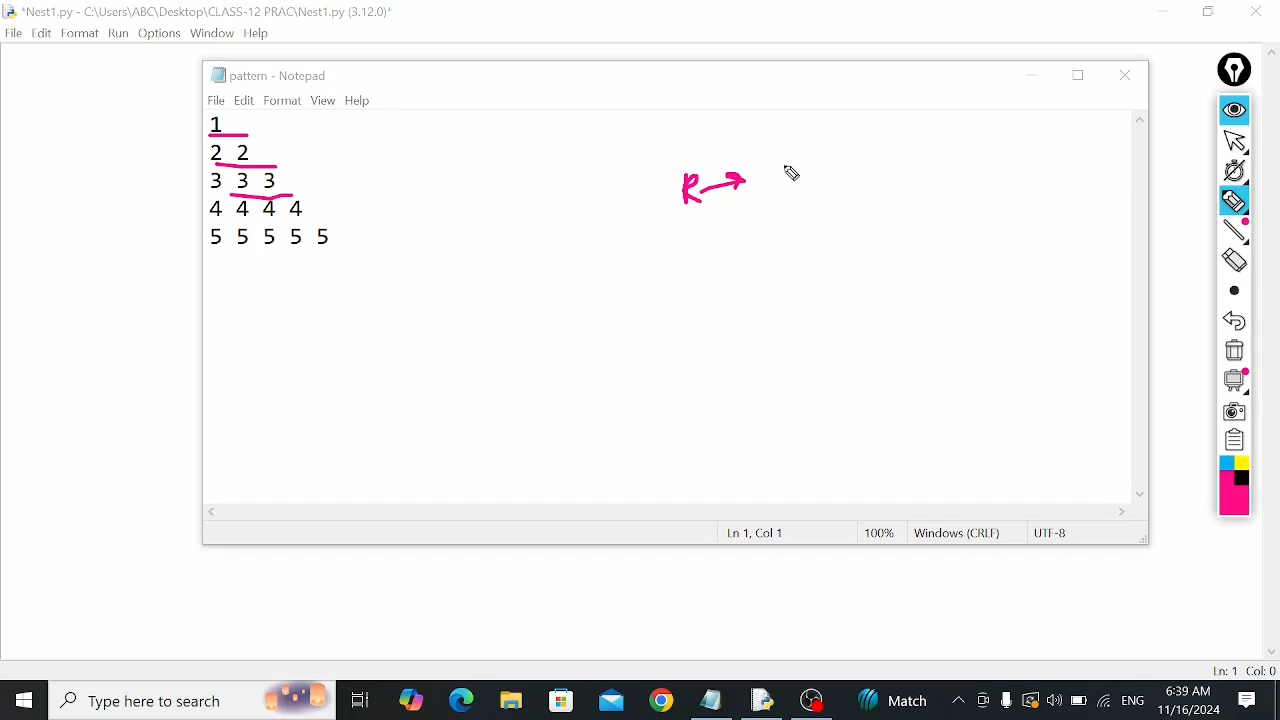 *Nest1.py - C:\Users\ABC\Desktop\CLASS-12 PRAC\Nest1.py (3.12.0)*
File Edit Format Run Options Window Help
pattern - Notepad
File Edit Format View Help
1
2 2
3 3 3
4 4 4 4
5 5 5 5 5
R
Ln 1, Col 1 100% Windows (CRLF) UTF-8
Ln: 1 Col: 0
Type here to search
Match
ENG
6:39 AM
11/16/2024